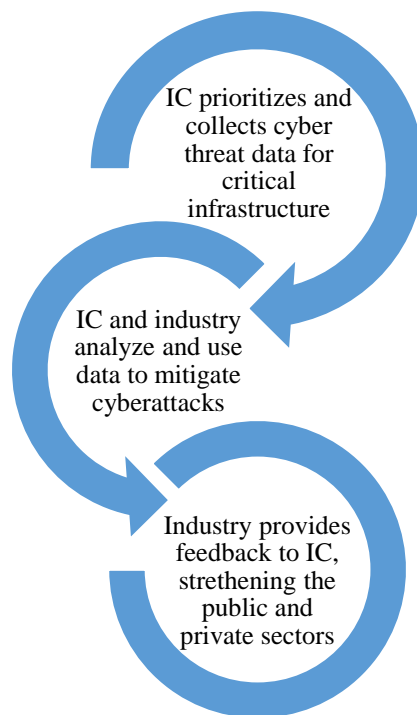 IC prioritizes and
collects cyber
threat data for
critical
infrastructure
IC and industry
analyze and use
data to mitigate
cyberattacks
Industry provides
feedback to IC,
strethening the
public and
private sectors